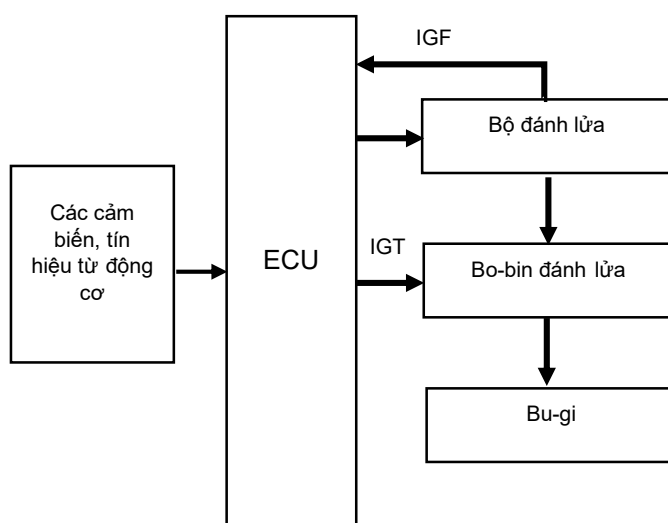 IGF
Bộ đánh lửa
Các cảm
biến, tín
hiệu từ động
cơ
ECU
IGT
Bo-bin đánh lửa
Bu-gi